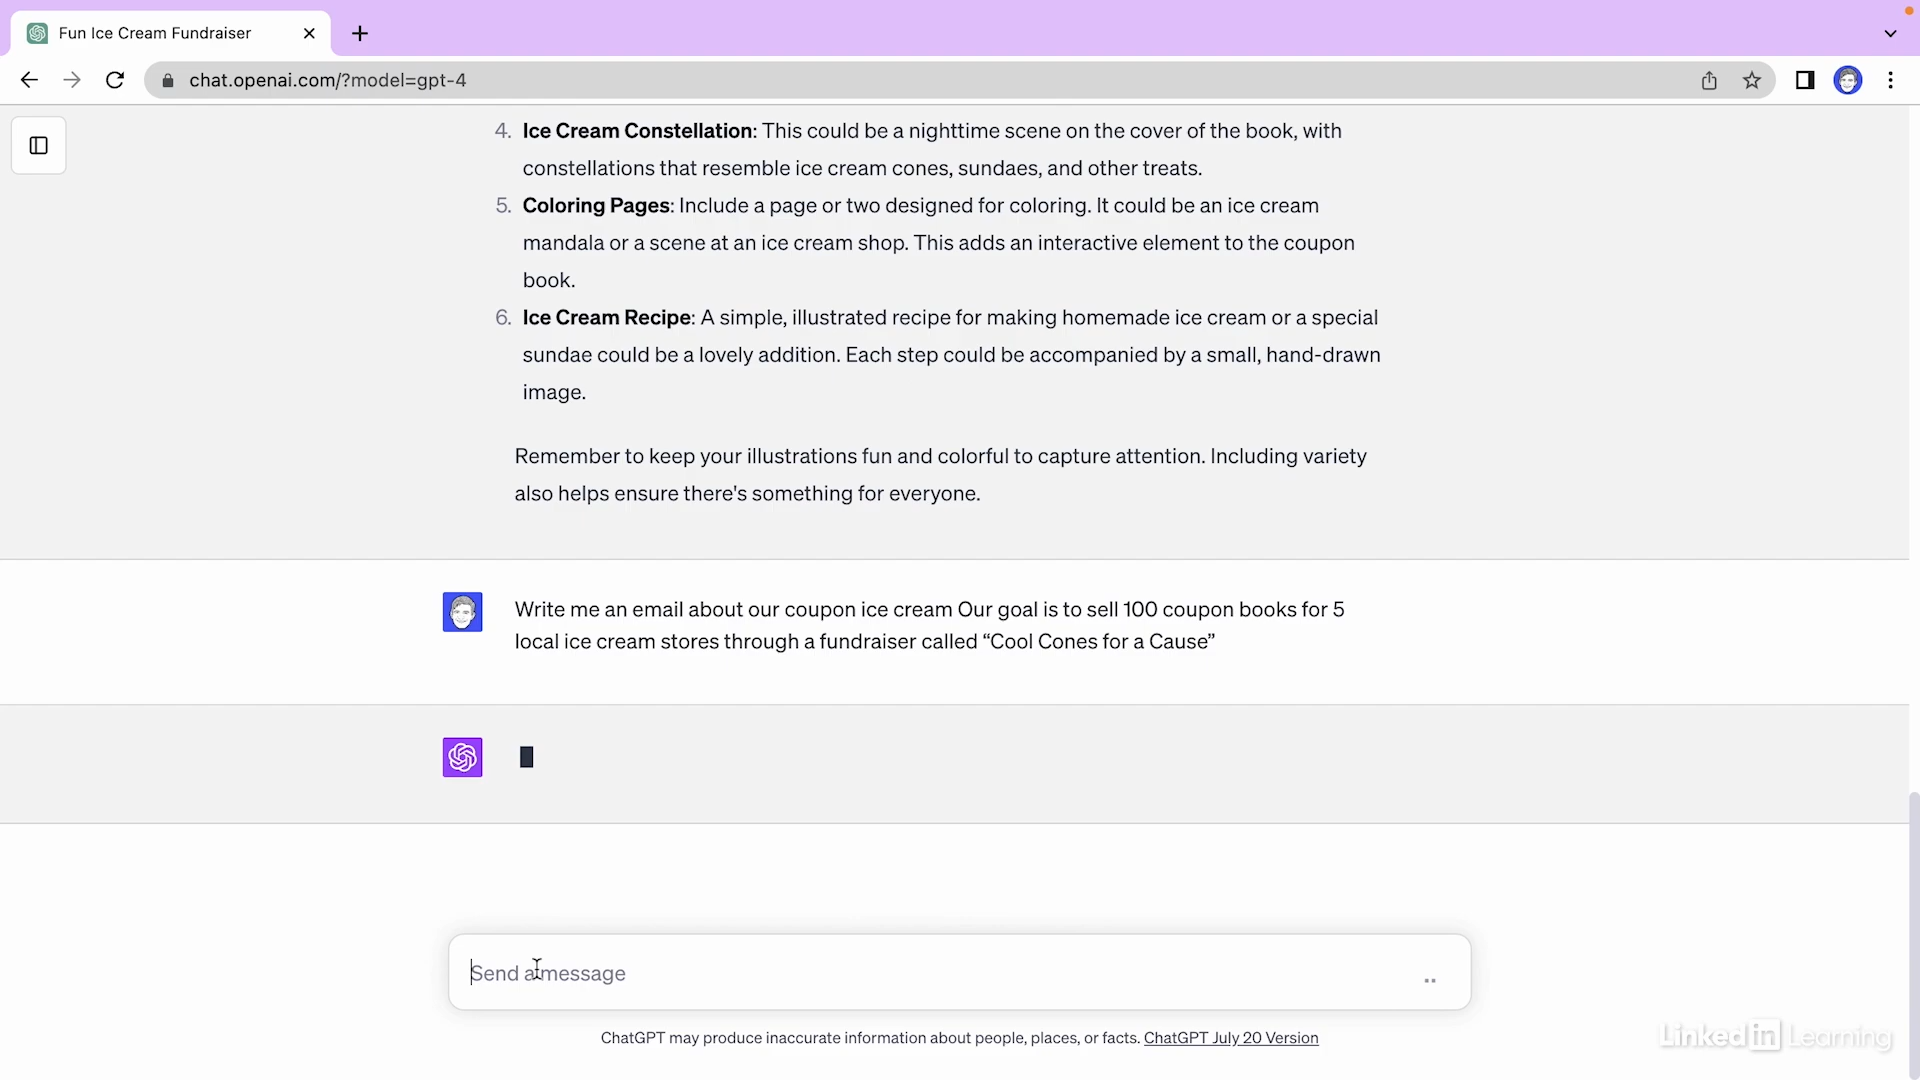 Fun Ice Cream Fundraiser
chat.openai.com/?model=gpt-4
4. Ice Cream Constellation: This could be a nighttime scene on the cover of the book, with
constellations that resemble ice cream cones, sundaes, and other treats.
5. Coloring Pages: Include a page or two designed for coloring. It could be an ice cream
mandala or a scene at an ice cream shop. This adds an interactive element to the coupon
book.
6. Ice Cream Recipe: A simple, illustrated recipe for making homemade ice cream or a special
sundae could be a lovely addition. Each step could be accompanied by a small, hand-drawn
image.
Remember to keep your illustrations fun and colorful to capture attention. Including variety
also helps ensure there's something for everyone.
Write me an email about our coupon ice cream Our goal is to sell 100 coupon books for 5
local ice cream stores through a fundraiser called “Cool Cones for a Cause”
Send a message
ChatGPT may produce inaccurate information about people, places, or facts. ChatGPT July 20 Version
LinkedIn Learning